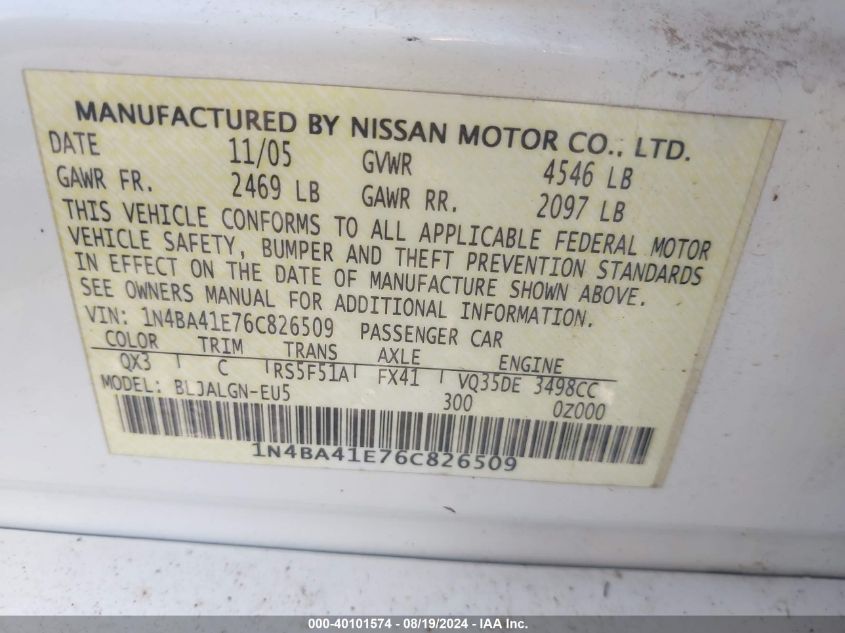 MANUFACTURED BY NISSAN MOTOR CO., LTD.
DATE 11/05 GVWR 4546 LB
GAWR FR. 2469 LB GAWR RR. 2097 LB
THIS VEHICLE CONFORMS TO ALL APPLICABLE FEDERAL MOTOR
VEHICLE SAFETY, BUMPER AND THEFT PREVENTION STANDARDS
IN EFFECT ON THE DATE OF MANUFACTURE SHOWN ABOVE.
SEE OWNERS MANUAL FOR ADDITIONAL INFORMATION.
VIN: 1N4BA41E76C826509 PASSENGER CAR
COLOR TRIM TRANS AXLE ENGINE
QX3 C RS5F51A FX41 VQ35DE 3498CC
MODEL: BLJALGN-EU5 300 0Z000
1N4BA41E76C826509
000-40101574 - 08/19/2024 - IAAI.com.